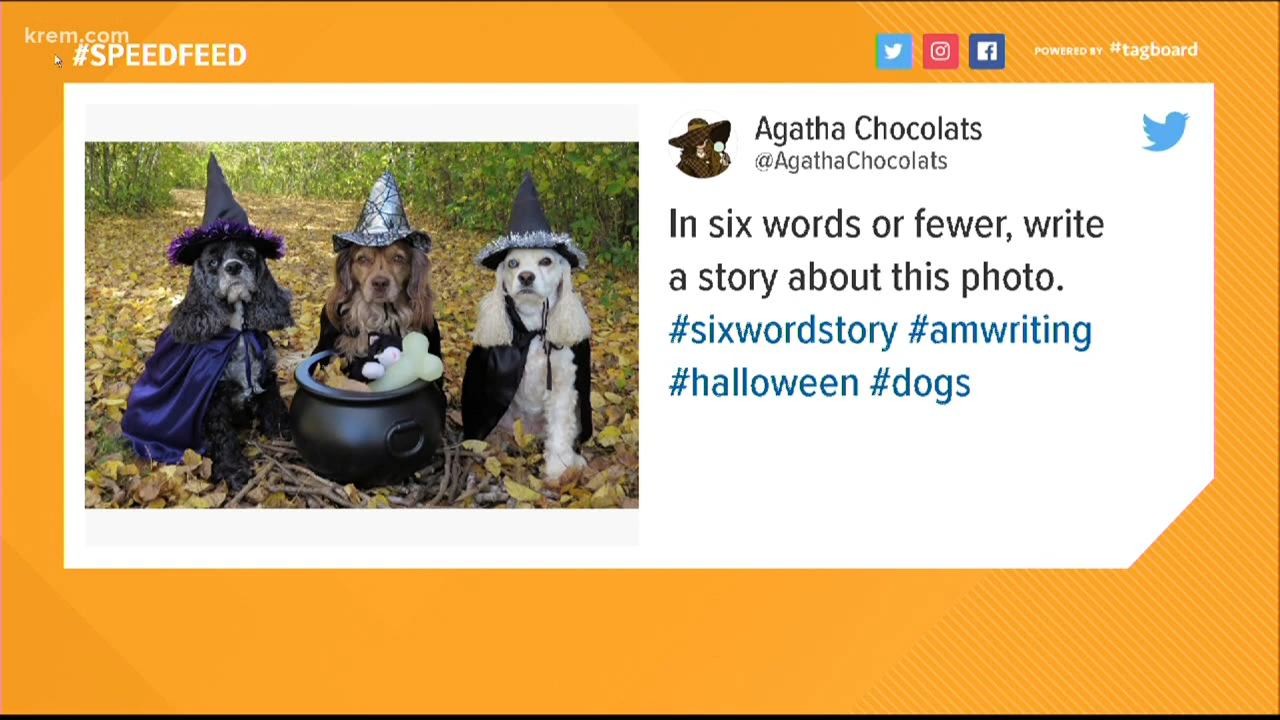 krem.com
#SPEEDFEED
POWERED BY #tagboard
Agatha Chocolats
@AgathaChocolats
In six words or fewer, write
a story about this photo.
#sixwordstory #amwriting
#halloween #dogs